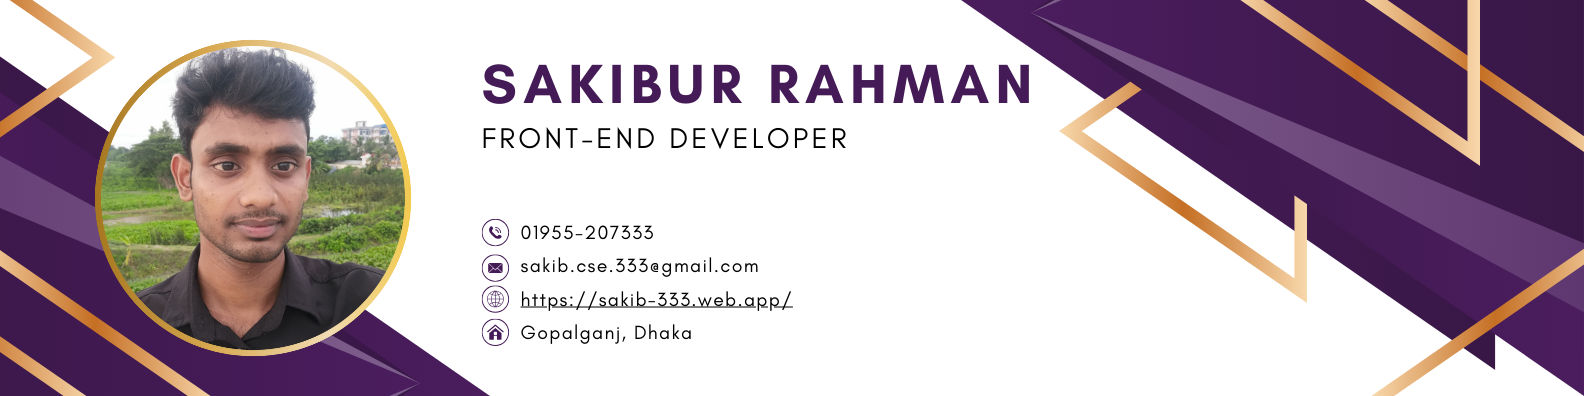 SAKIBUR RAHMAN
FRONT-END DEVELOPER
01955-207333
sakib.cse.333@gmail.com
https://sakib-333.web.app/
Gopalganj, Dhaka